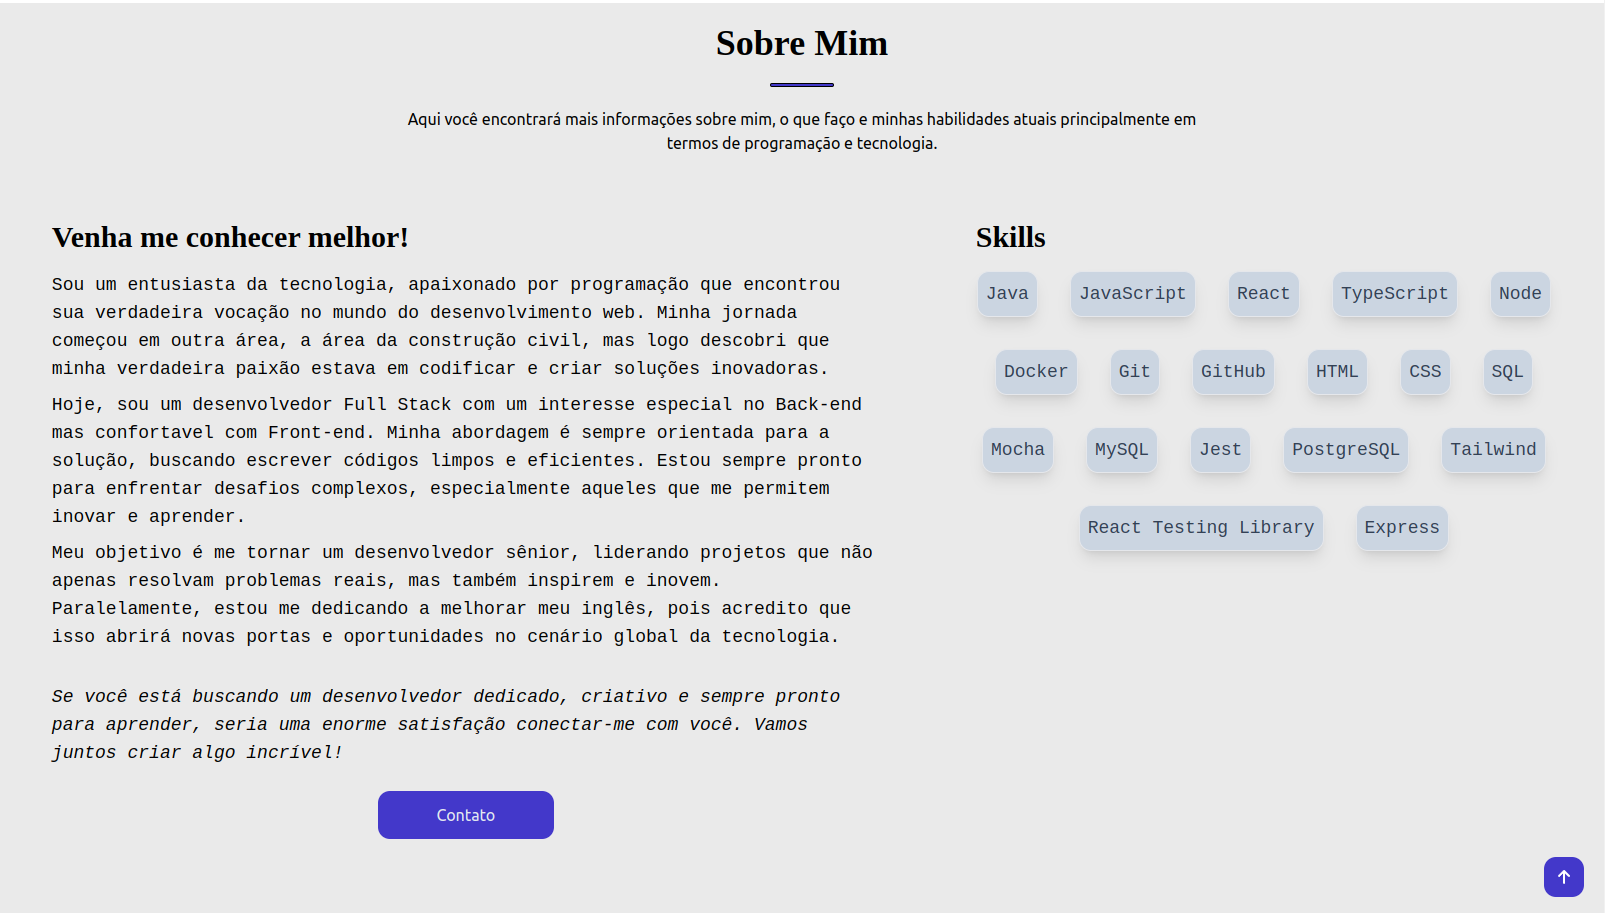 Sobre Mim
Aqui você encontrará mais informações sobre mim, o que faço e minhas habilidades atuais principalmente em
termos de programação e tecnologia.
Venha me conhecer melhor!
Sou um entusiasta da tecnologia, apaixonado por programação que encontrou
sua verdadeira vocação no mundo do desenvolvimento web. Minha jornada
começou em outra área, a área da construção civil, mas logo descobri que
minha verdadeira paixão estava em codificar e criar soluções inovadoras.
Hoje, sou um desenvolvedor Full Stack com um interesse especial no Back-end
mas confortavel com Front-end. Minha abordagem é sempre orientada para a
solução, buscando escrever códigos limpos e eficientes. Estou sempre pronto
para enfrentar desafios complexos, especialmente aqueles que me permitem
inovar e aprender.
Meu objetivo é me tornar um desenvolvedor sênior, liderando projetos que não
apenas resolvam problemas reais, mas também inspirem e inovem.
Paralelamente, estou me dedicando a melhorar meu inglês, pois acredito que
isso abrirá novas portas e oportunidades no cenário global da tecnologia.
Se você está buscando um desenvolvedor dedicado, criativo e sempre pronto
para aprender, seria uma enorme satisfação conectar-me com você. Vamos
juntos criar algo incrível!
Contato
Skills
Java JavaScript React TypeScript Node
Docker Git GitHub HTML CSS SQL
Mocha MySQL Jest PostgreSQL Tailwind
React Testing Library Express